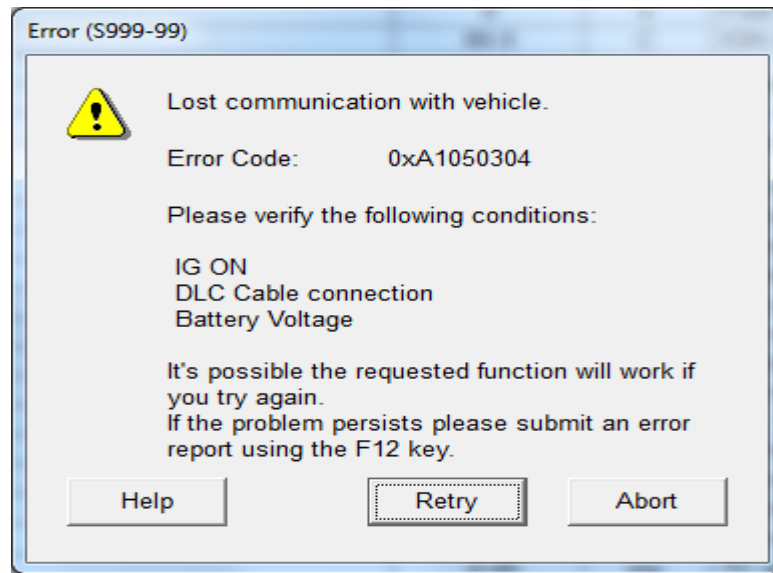 Error (S999-99)
Lost communication with vehicle.
Error Code: 0xA1050304
Please verify the following conditions:
IG ON
DLC Cable connection
Battery Voltage
It's possible the requested function will work if
you try again.
If the problem persists please submit an error
report using the F12 key.
Help Retry Abort